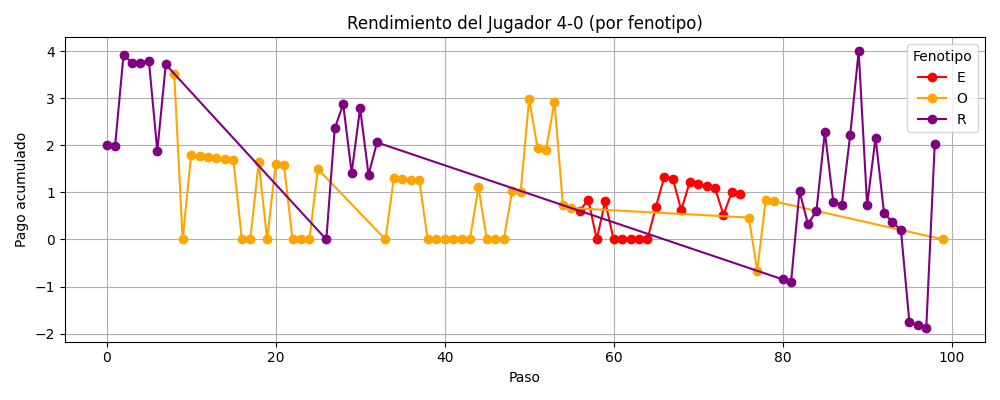 Rendimiento del Jugador 4-0 (por fenotipo)
Pago acumulado
4
3
2
1
0
−1
−2
Fenotipo
E
O
R
0 20 40 60 80 100
Paso